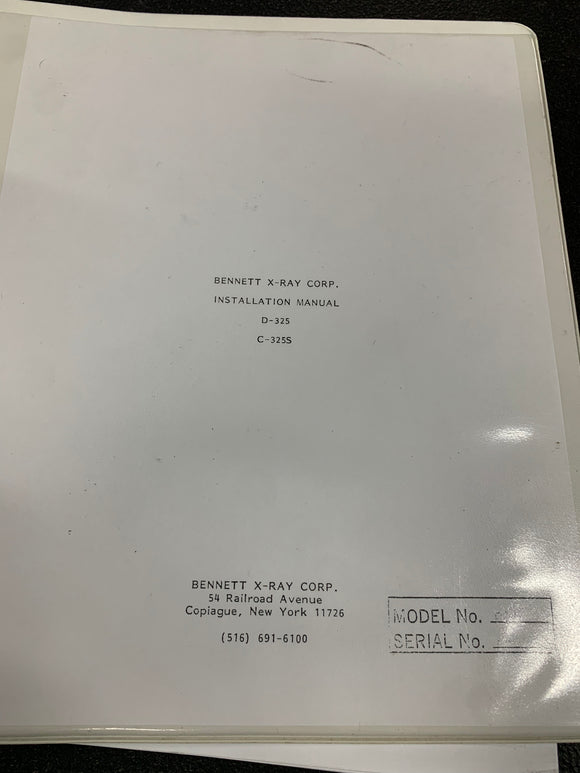 BENNETT X-RAY CORP.
INSTALLATION MANUAL
D-325
C-325S
BENNETT X-RAY CORP.
54 Railroad Avenue
Copiague, New York 11726
(516) 691-6100
MODEL No.
SERIAL No.